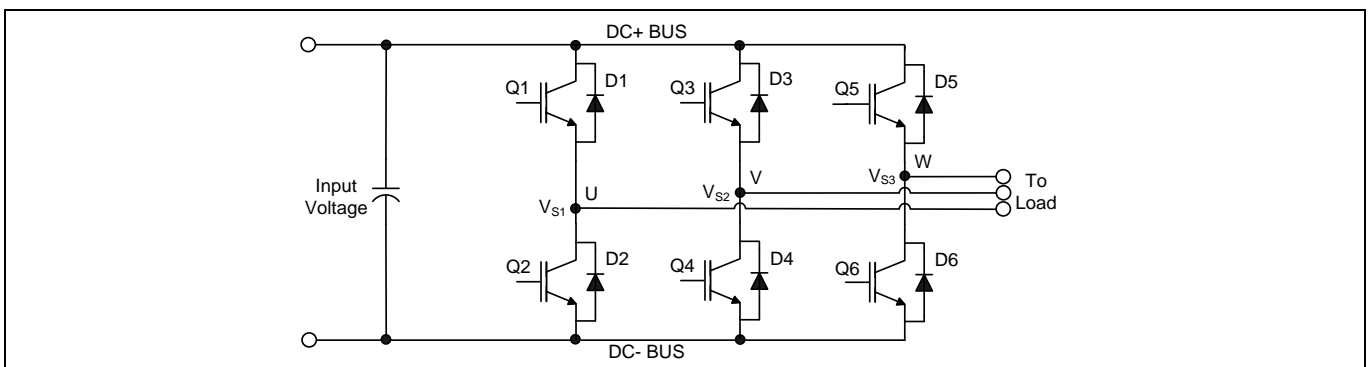 DC+ BUS
Q1
D1
Q3
D3
Q5
D5
Input
Voltage
U
V
W
VS1
VS2
VS3
To
Load
Q2
D2
Q4
D4
Q6
D6
DC- BUS